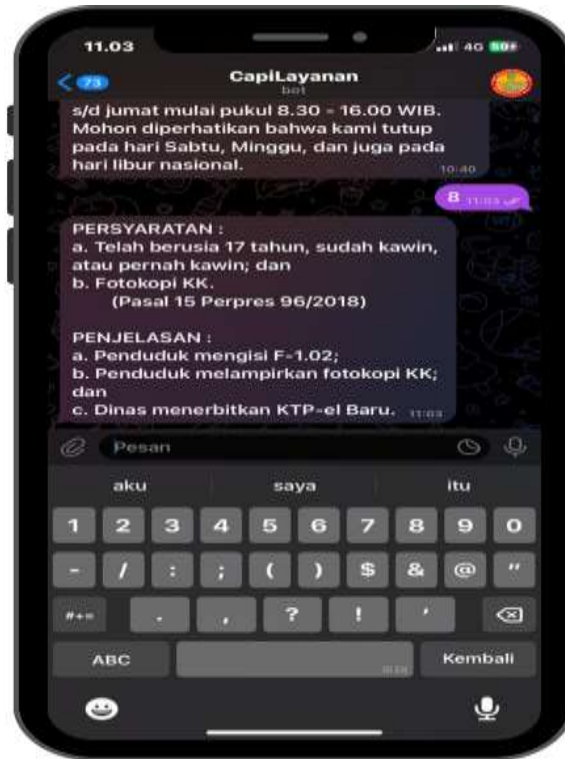 11.03
4G 50+
< 73
CapiLayanan
bot
s/d jumat mulai pukul 8.30 - 16.00 WIB.
Mohon diperhatikan bahwa kami tutup
pada hari Sabtu, Minggu, dan juga pada
hari libur nasional.
10:40
8 11:03
PERSYARATAN :
a. Telah berusia 17 tahun, sudah kawin,
atau pernah kawin; dan
b. Fotokopi KK.
(Pasal 15 Perpres 96/2018)
PENJELASAN :
a. Penduduk mengisi F-1.02;
b. Penduduk melampirkan fotokopi KK;
dan
c. Dinas menerbitkan KTP-el Baru. 11:03
Pesan
aku saya itu
1 2 3 4 5 6 7 8 9 0
- / : ; ( ) $ & @ "
#+= . , ? ! '
ABC Kembali